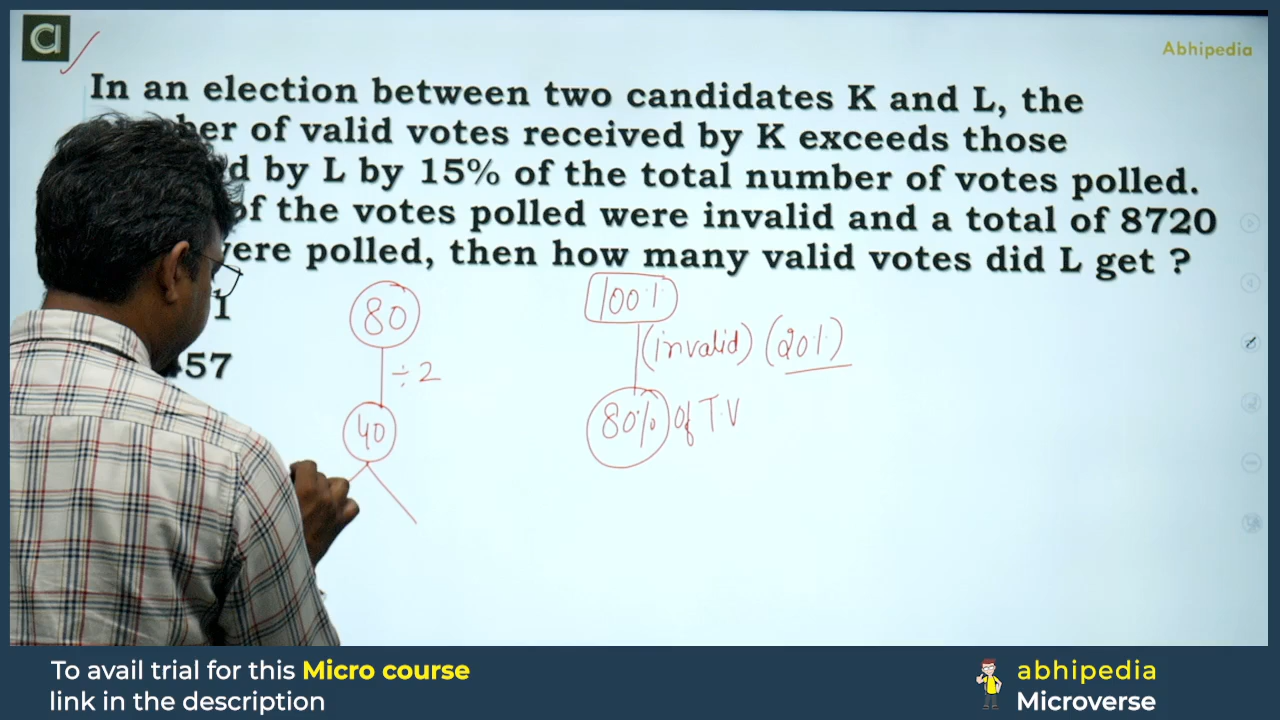 CI
Abhipedia
In an election between two candidates K and L, the
ber of valid votes received by K exceeds those
d by L by 15% of the total number of votes polled.
of the votes polled were invalid and a total of 8720
were polled, then how many valid votes did L get ?
1
457
80
÷ 2
40
100%
(invalid) (20%)
80% of T.V
To avail trial for this Micro course
link in the description
abhipedia
Microverse